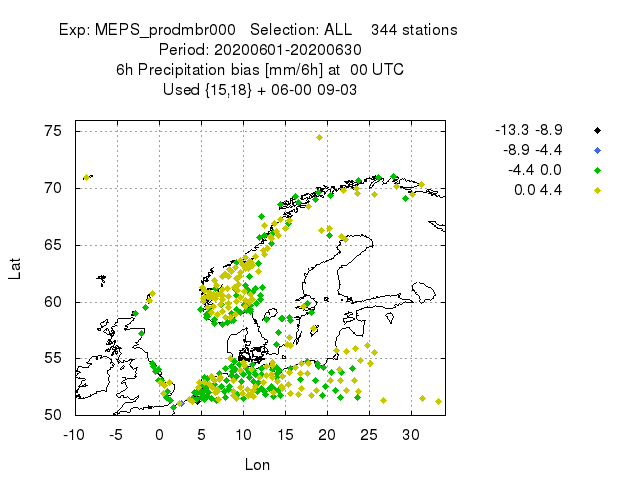 Exp: MEPS_prodmbr000 Selection: ALL 344 stations
Period: 20200601-20200630
6h Precipitation bias [mm/6h] at 00 UTC
Used {15,18} + 06-00 09-03
-13.3 -8.9
-8.9 -4.4
-4.4 0.0
0.0 4.4
75
70
65
60
55
50
Lat
-10 -5 0 5 10 15 20 25 30
Lon